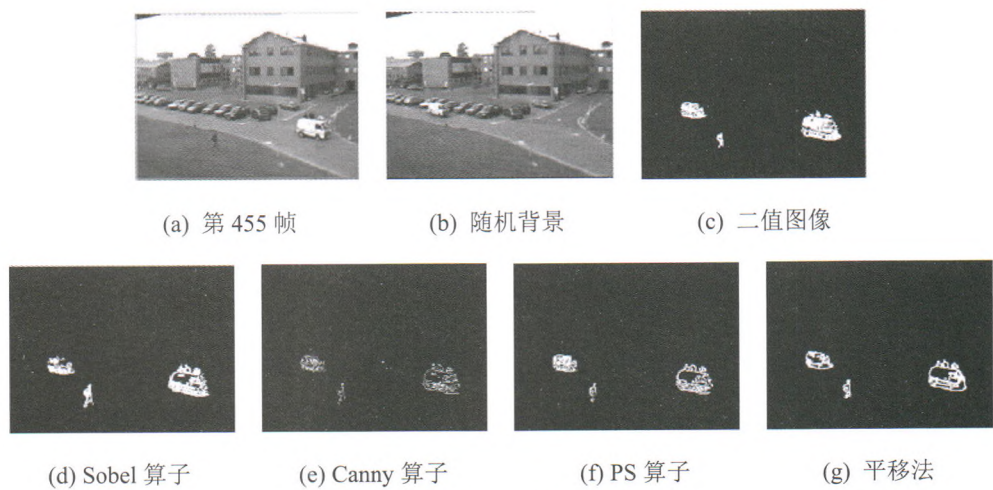 (a) 第 455 帧
(b) 随机背景
(c) 二值图像
(d) Sobel 算子
(e) Canny 算子
(f) PS 算子
(g) 平移法